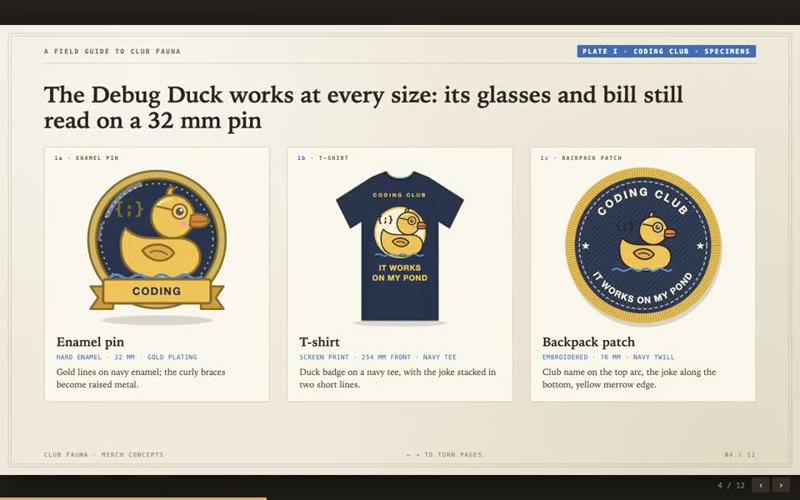 A FIELD GUIDE TO CLUB FAUNA
PLATE I · CODING CLUB · SPECIMENS
The Debug Duck works at every size: its glasses and bill still
read on a 32 mm pin
1a · ENAMEL PIN
{;}
CODING
Enamel pin
HARD ENAMEL · 32 MM · GOLD PLATING
Gold lines on navy enamel; the curly braces
become raised metal.
1b · T-SHIRT
CODING CLUB
{;}
IT WORKS
ON MY POND
T-shirt
SCREEN PRINT · 254 MM FRONT · NAVY TEE
Duck badge on a navy tee, with the joke stacked in
two short lines.
1c · BACKPACK PATCH
CODING CLUB
{;}
IT WORKS ON MY POND
Backpack patch
EMBROIDERED · 76 MM · NAVY TWILL
Club name on the top arc, the joke along the
bottom, yellow merrow edge.
CLUB FAUNA · MERCH CONCEPTS
← → TO TURN PAGES
04 / 12
4 / 12
‹ ›